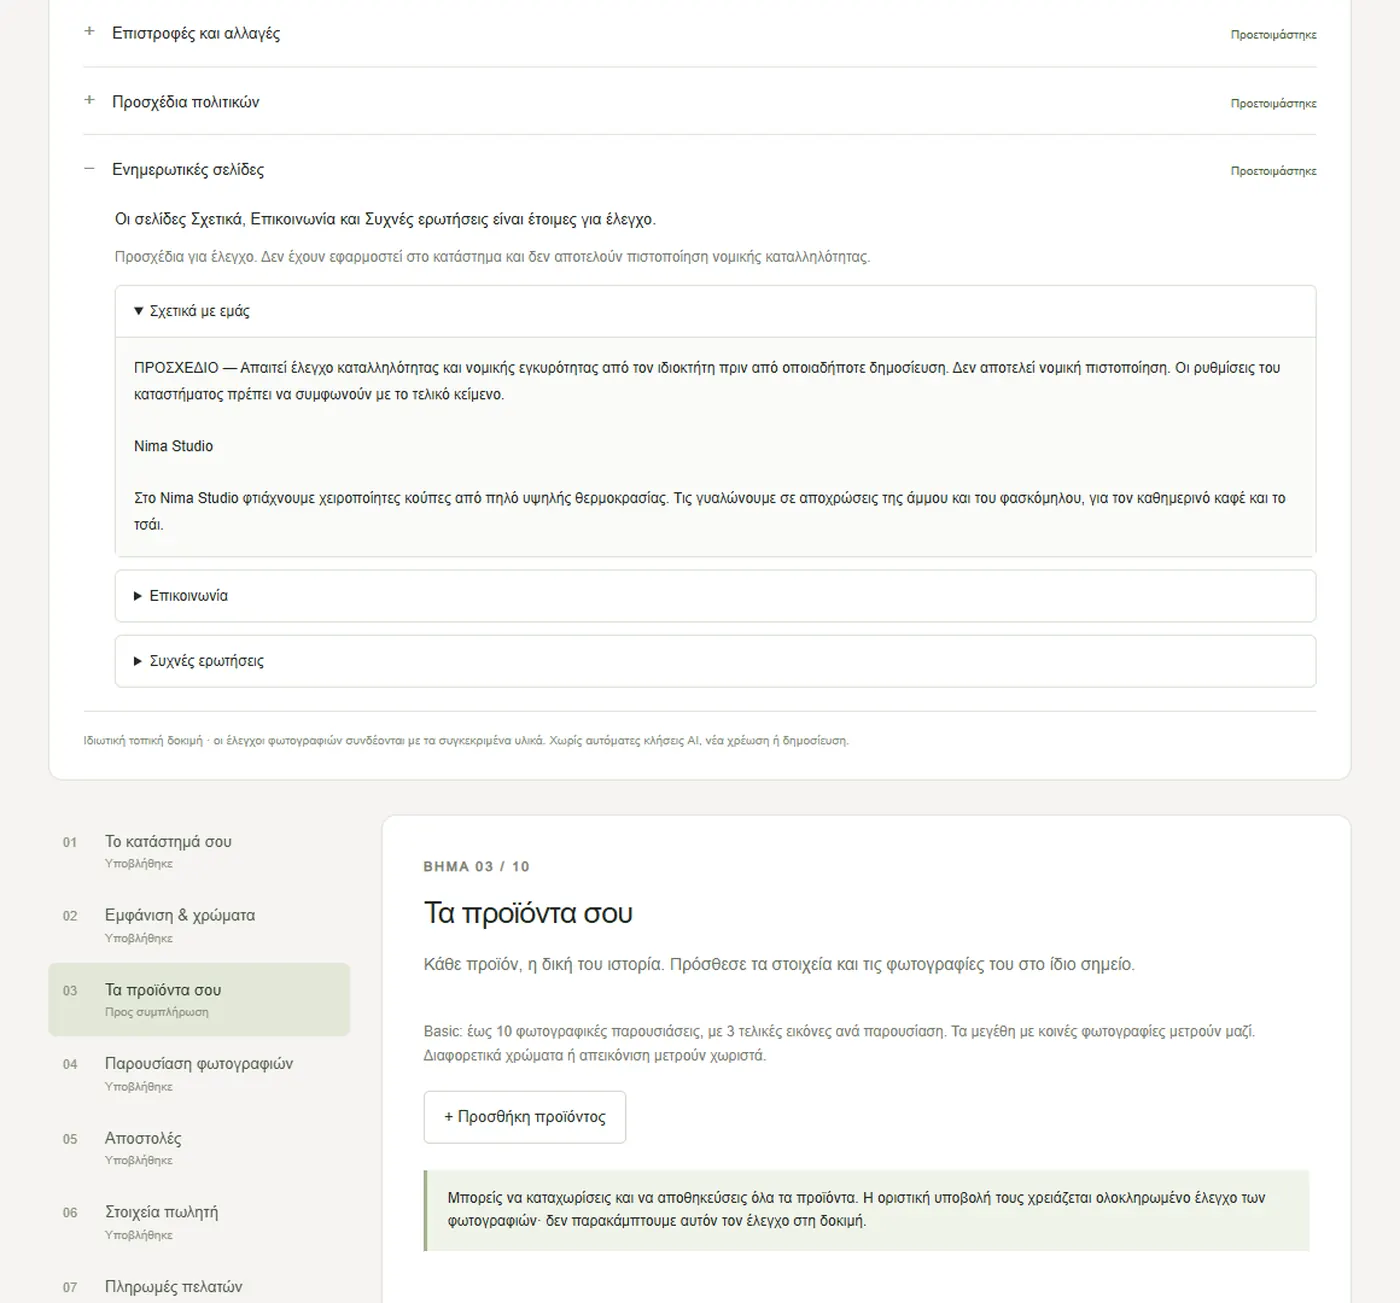 + Επιστροφές και αλλαγές Προετοιμάστηκε
+ Προσχέδια πολιτικών Προετοιμάστηκε
− Ενημερωτικές σελίδες Προετοιμάστηκε
Οι σελίδες Σχετικά, Επικοινωνία και Συχνές ερωτήσεις είναι έτοιμες για έλεγχο.
Προσχέδια για έλεγχο. Δεν έχουν εφαρμοστεί στο κατάστημα και δεν αποτελούν πιστοποίηση νομικής καταλληλότητας.
▼ Σχετικά με εμάς
ΠΡΟΣΧΕΔΙΟ — Απαιτεί έλεγχο καταλληλότητας και νομικής εγκυρότητας από τον ιδιοκτήτη πριν από οποιαδήποτε δημοσίευση. Δεν αποτελεί νομική πιστοποίηση. Οι ρυθμίσεις του
καταστήματος πρέπει να συμφωνούν με το τελικό κείμενο.
Nima Studio
Στο Nima Studio φτιάχνουμε χειροποίητες κούπες από πηλό υψηλής θερμοκρασίας. Τις γυαλώνουμε σε αποχρώσεις της άμμου και του φασκόμηλου, για τον καθημερινό καφέ και το
τσάι.
▶ Επικοινωνία
▶ Συχνές ερωτήσεις
Ιδιωτική τοπική δοκιμή · οι έλεγχοι φωτογραφιών συνδέονται με τα συγκεκριμένα υλικά. Χωρίς αυτόματες κλήσεις AI, νέα χρέωση ή δημοσίευση.
01 Το κατάστημά σου
Υποβλήθηκε
02 Εμφάνιση & χρώματα
Υποβλήθηκε
03 Τα προϊόντα σου
Προς συμπλήρωση
04 Παρουσίαση φωτογραφιών
Υποβλήθηκε
05 Αποστολές
Υποβλήθηκε
06 Στοιχεία πωλητή
Υποβλήθηκε
07 Πληρωμές πελατών
ΒΗΜΑ 03 / 10
Τα προϊόντα σου
Κάθε προϊόν, η δική του ιστορία. Πρόσθεσε τα στοιχεία και τις φωτογραφίες του στο ίδιο σημείο.
Basic: έως 10 φωτογραφικές παρουσιάσεις, με 3 τελικές εικόνες ανά παρουσίαση. Τα μεγέθη με κοινές φωτογραφίες μετρούν μαζί.
Διαφορετικά χρώματα ή απεικόνιση μετρούν χωριστά.
+ Προσθήκη προϊόντος
Μπορείς να καταχωρίσεις και να αποθηκεύσεις όλα τα προϊόντα. Η οριστική υποβολή τους χρειάζεται ολοκληρωμένο έλεγχο των
φωτογραφιών· δεν παρακάμπτουμε αυτόν τον έλεγχο στη δοκιμή.